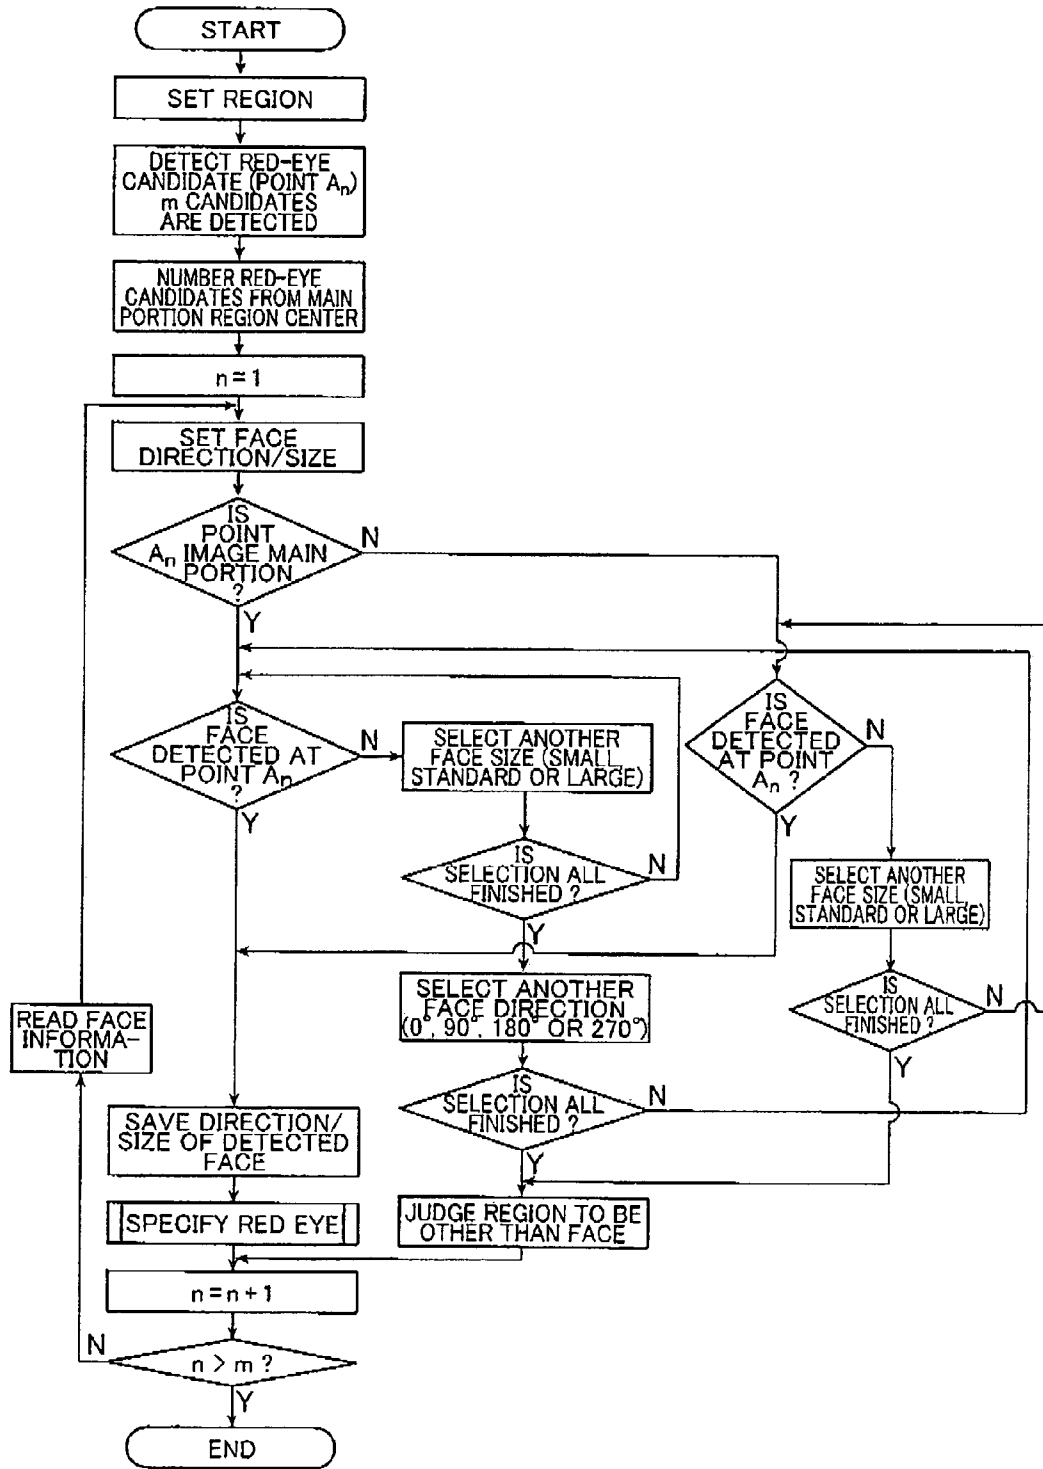 START
SET REGION
DETECT RED-EYE
CANDIDATE (POINT An)
m CANDIDATES
ARE DETECTED
NUMBER RED-EYE
CANDIDATES FROM MAIN
PORTION REGION CENTER
n=1
SET FACE
DIRECTION/SIZE
IS
POINT
An IMAGE MAIN
PORTION
?
N
Y
IS
FACE
DETECTED AT
POINT An
?
N
Y
SELECT ANOTHER
FACE SIZE (SMALL,
STANDARD OR LARGE)
IS
SELECTION ALL
FINISHED ?
N
Y
IS
FACE
DETECTED
AT POINT
An ?
N
Y
SELECT ANOTHER
FACE SIZE (SMALL,
STANDARD OR LARGE)
IS
SELECTION ALL
FINISHED ?
N
Y
SELECT ANOTHER
FACE DIRECTION
(0°, 90°, 180° OR 270°)
IS
SELECTION ALL
FINISHED ?
N
Y
JUDGE REGION TO BE
OTHER THAN FACE
READ FACE
INFORMA-
TION
SAVE DIRECTION/
SIZE OF DETECTED
FACE
SPECIFY RED EYE
n=n+1
n > m ?
N
Y
END